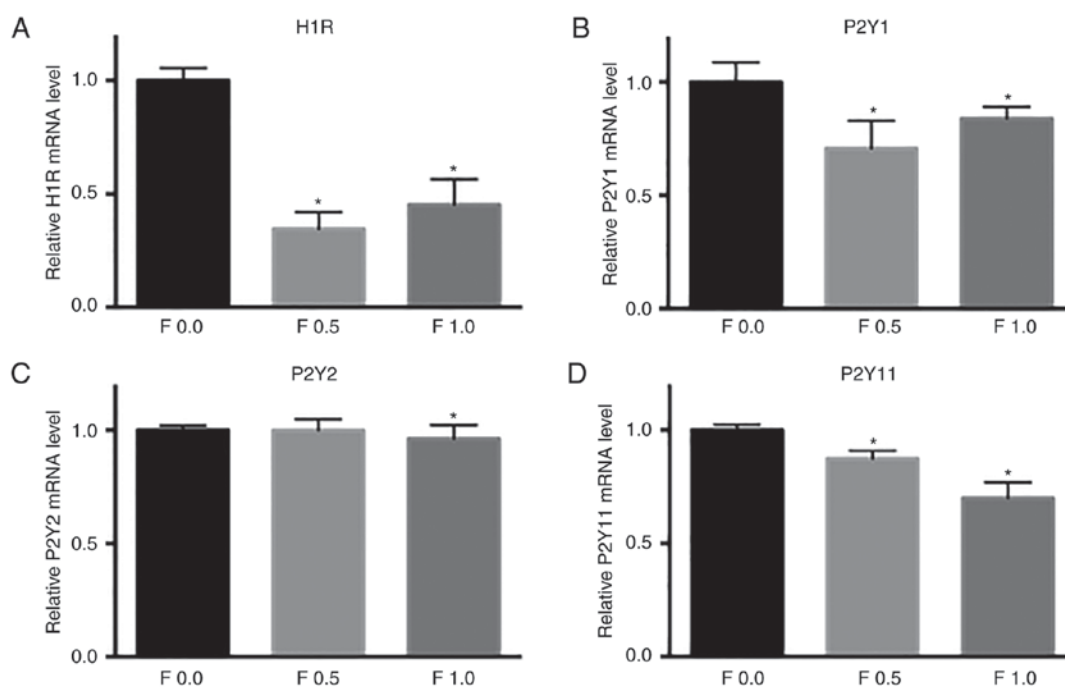 A
H1R
Relative H1R mRNA level
1.0
0.5
0.0
*
*
F 0.0 F 0.5 F 1.0
B
P2Y1
Relative P2Y1 mRNA level
1.0
0.5
0.0
*
*
F 0.0 F 0.5 F 1.0
C
P2Y2
Relative P2Y2 mRNA level
1.0
0.5
0.0
*
F 0.0 F 0.5 F 1.0
D
P2Y11
Relative P2Y11 mRNA level
1.0
0.5
0.0
*
*
F 0.0 F 0.5 F 1.0